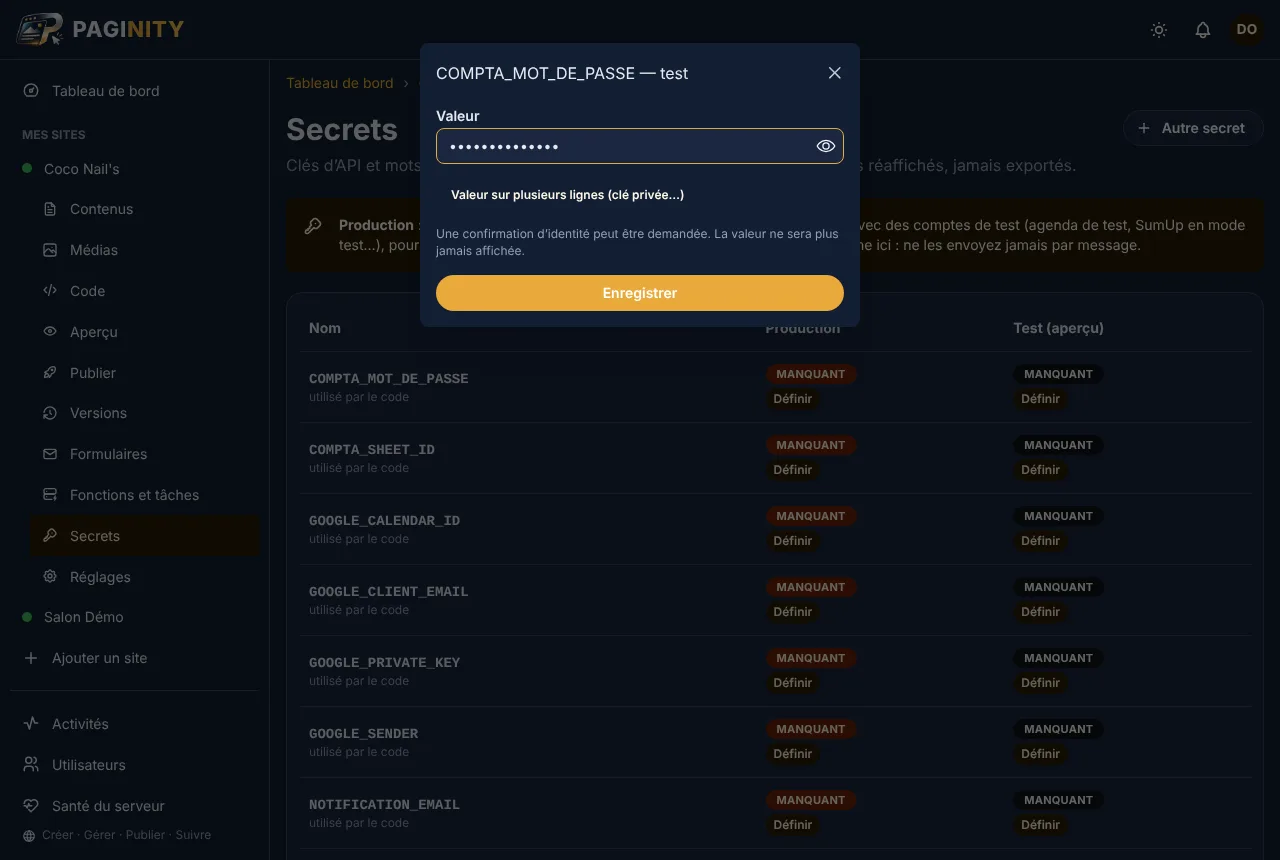 PAGINITY
DO
Tableau de bord
MES SITES
Coco Nail's
Contenus
Médias
Code
Aperçu
Publier
Versions
Formulaires
Fonctions et tâches
Secrets
Réglages
Salon Démo
Ajouter un site
Activités
Utilisateurs
Santé du serveur
Créer · Gérer · Publier · Suivre
Tableau de bord ›
Secrets
Autre secret
Clés d'API et mots
réaffichés, jamais exportés.
Production :
vec des comptes de test (agenda de test, SumUp en mode
test…), pour
ne ici : ne les envoyez jamais par message.
COMPTA_MOT_DE_PASSE — test
Valeur
••••••••••••••
Valeur sur plusieurs lignes (clé privée…)
Une confirmation d'identité peut être demandée. La valeur ne sera plus
jamais affichée.
Enregistrer
Nom Production Test (aperçu)
COMPTA_MOT_DE_PASSE MANQUANT MANQUANT
utilisé par le code Définir Définir
COMPTA_SHEET_ID MANQUANT MANQUANT
utilisé par le code Définir Définir
GOOGLE_CALENDAR_ID MANQUANT MANQUANT
utilisé par le code Définir Définir
GOOGLE_CLIENT_EMAIL MANQUANT MANQUANT
utilisé par le code Définir Définir
GOOGLE_PRIVATE_KEY MANQUANT MANQUANT
utilisé par le code Définir Définir
GOOGLE_SENDER MANQUANT MANQUANT
utilisé par le code Définir Définir
NOTIFICATION_EMAIL MANQUANT MANQUANT
utilisé par le code Définir Définir